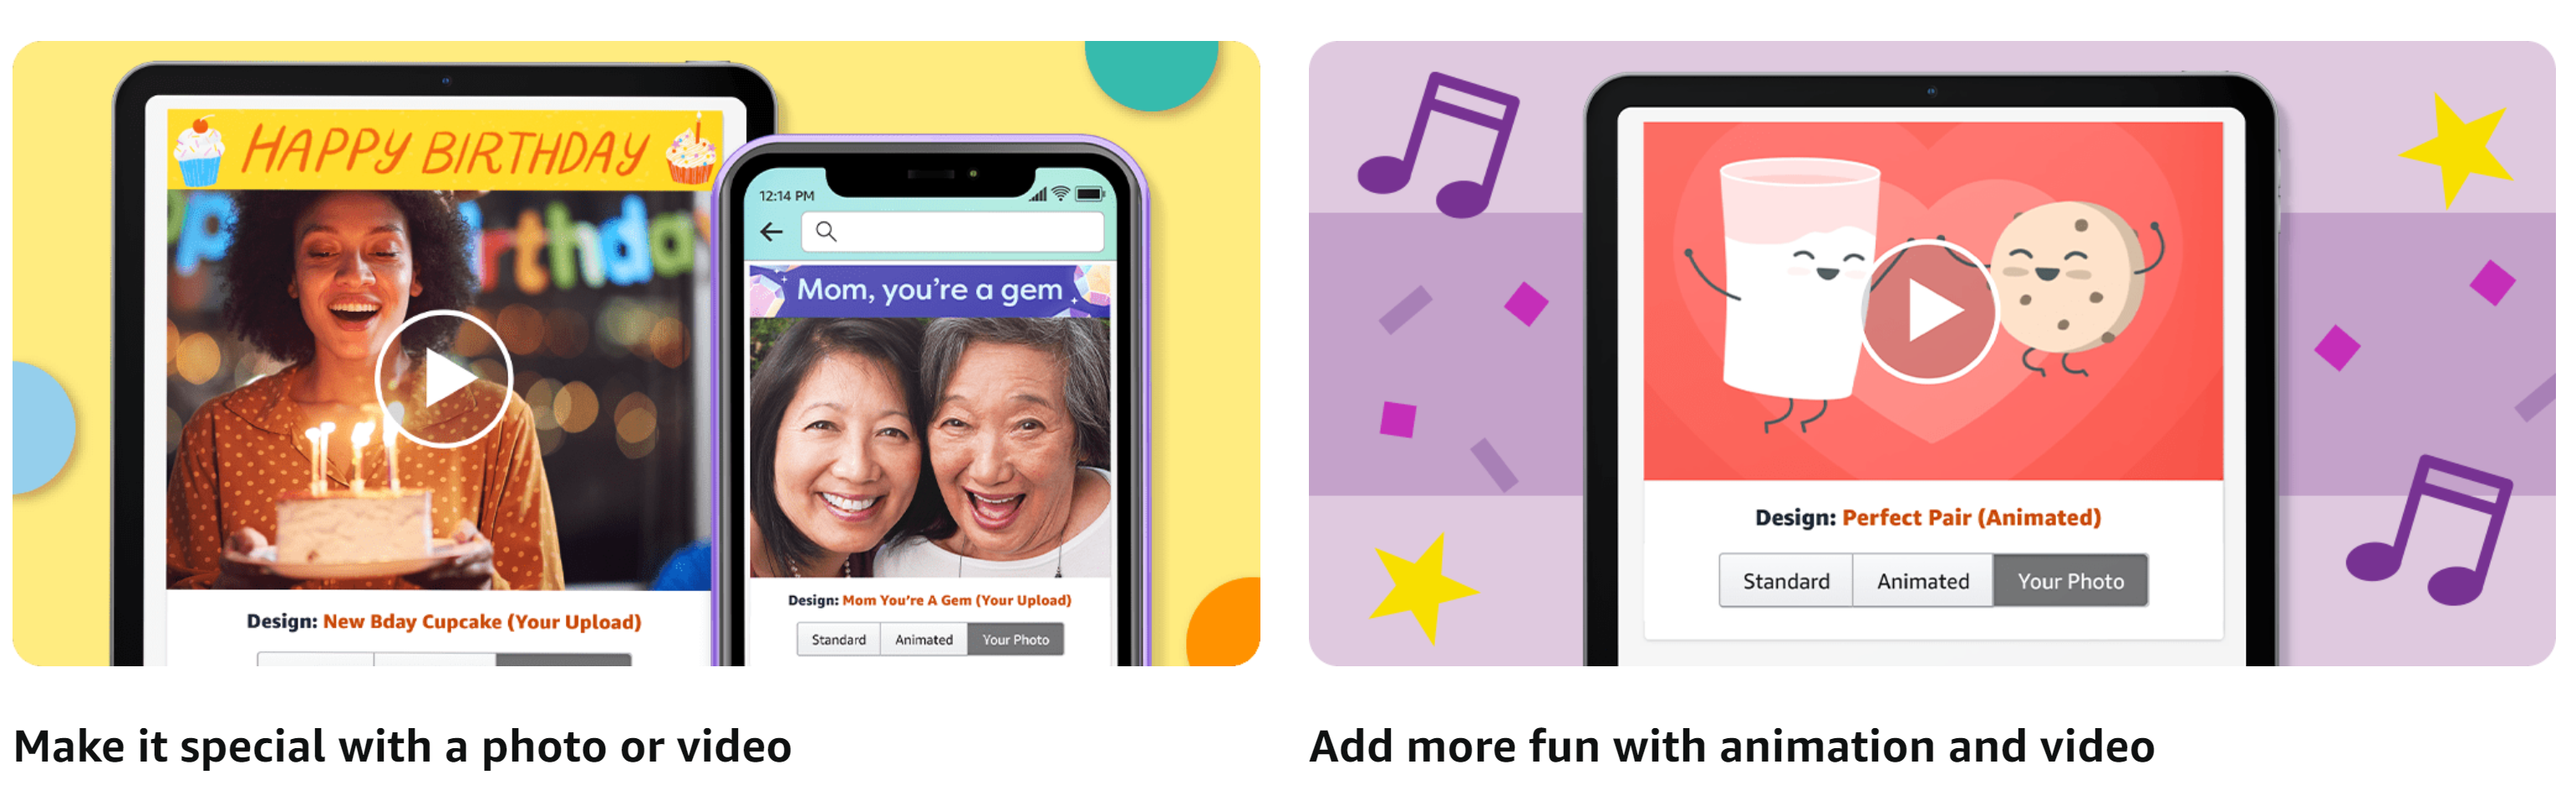 HAPPY BIRTHDAY
Design: New Bday Cupcake (Your Upload)
12:14 PM
Mom, you're a gem
Design: Mom You're A Gem (Your Upload)
Standard Animated Your Photo
Make it special with a photo or video
Design: Perfect Pair (Animated)
Standard Animated Your Photo
Add more fun with animation and video